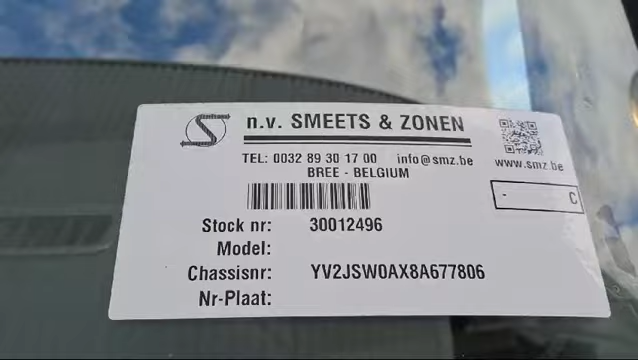 n.v. SMEETS & ZONEN
TEL: 0032 89 30 17 00 info@smz.be
BREE - BELGIUM
www.smz.be
- C
Stock nr: 30012496
Model:
Chassisnr: YV2JSW0AX8A677806
Nr-Plaat: